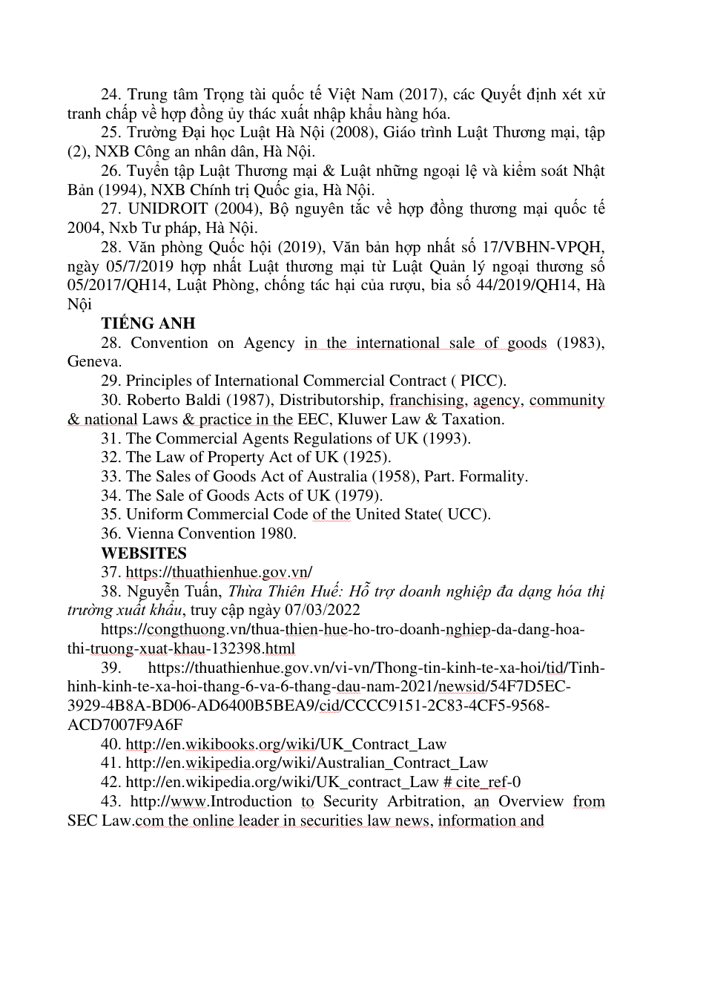 24. Trung tâm Trọng tài quốc tế Việt Nam (2017), các Quyết định xét xử
tranh chấp về hợp đồng ủy thác xuất nhập khẩu hàng hóa.
25. Trường Đại học Luật Hà Nội (2008), Giáo trình Luật Thương mại, tập
(2), NXB Công an nhân dân, Hà Nội.
26. Tuyển tập Luật Thương mại & Luật những ngoại lệ và kiểm soát Nhật
Bản (1994), NXB Chính trị Quốc gia, Hà Nội.
27. UNIDROIT (2004), Bộ nguyên tắc về hợp đồng thương mại quốc tế
2004, Nxb Tư pháp, Hà Nội.
28. Văn phòng Quốc hội (2019), Văn bản hợp nhất số 17/VBHN-VPQH,
ngày 05/7/2019 hợp nhất Luật thương mại từ Luật Quản lý ngoại thương số
05/2017/QH14, Luật Phòng, chống tác hại của rượu, bia số 44/2019/QH14, Hà
Nội
TIẾNG ANH
28. Convention on Agency in the international sale of goods (1983),
Geneva.
29. Principles of International Commercial Contract ( PICC).
30. Roberto Baldi (1987), Distributorship, franchising, agency, community
& national Laws & practice in the EEC, Kluwer Law & Taxation.
31. The Commercial Agents Regulations of UK (1993).
32. The Law of Property Act of UK (1925).
33. The Sales of Goods Act of Australia (1958), Part. Formality.
34. The Sale of Goods Acts of UK (1979).
35. Uniform Commercial Code of the United State( UCC).
36. Vienna Convention 1980.
WEBSITES
37. https://thuathienhue.gov.vn/
38. Nguyễn Tuấn, Thừa Thiên Huế: Hỗ trợ doanh nghiệp đa dạng hóa thị
trường xuất khẩu, truy cập ngày 07/03/2022
https://congthuong.vn/thua-thien-hue-ho-tro-doanh-nghiep-da-dang-hoa-
thi-truong-xuat-khau-132398.html
39. https://thuathienhue.gov.vn/vi-vn/Thong-tin-kinh-te-xa-hoi/tid/Tinh-
hinh-kinh-te-xa-hoi-thang-6-va-6-thang-dau-nam-2021/newsid/54F7D5EC-
3929-4B8A-BD06-AD6400B5BEA9/cid/CCCC9151-2C83-4CF5-9568-
ACD7007F9A6F
40. http://en.wikibooks.org/wiki/UK_Contract_Law
41. http://en.wikipedia.org/wiki/Australian_Contract_Law
42. http://en.wikipedia.org/wiki/UK_contract_Law # cite_ref-0
43. http://www.Introduction to Security Arbitration, an Overview from
SEC Law.com the online leader in securities law news, information and